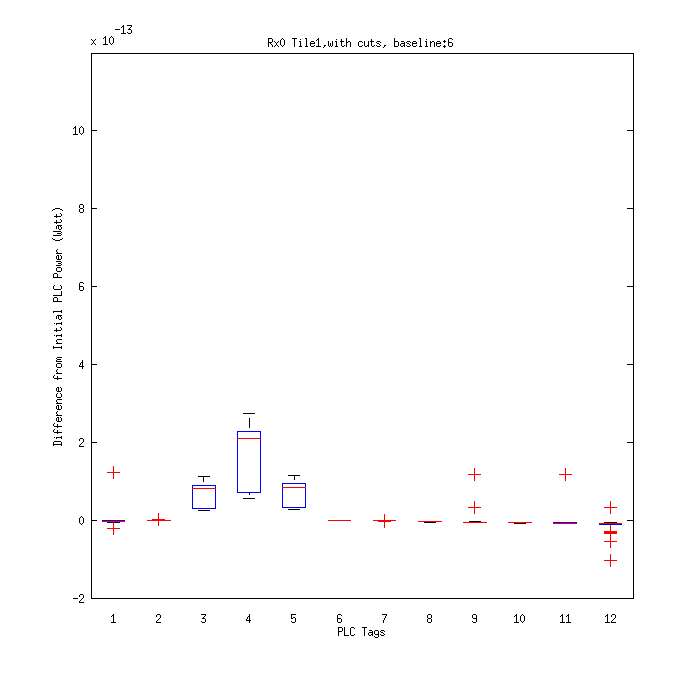 x 10^-13
Rx0 Tile1,with cuts, baseline:6
Difference from Initial PLC Power (Watt)
10
8
6
4
2
0
-2
1 2 3 4 5 6 7 8 9 10 11 12
PLC Tags